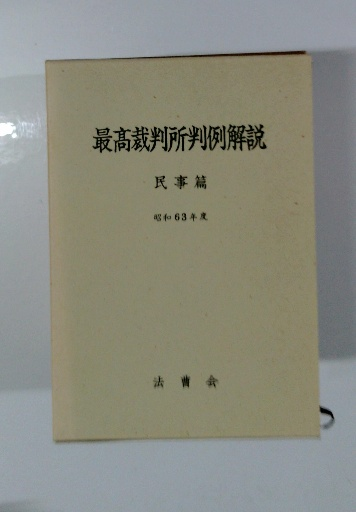 最高裁判所判例解説
民事篇
昭和63年度
法曹会